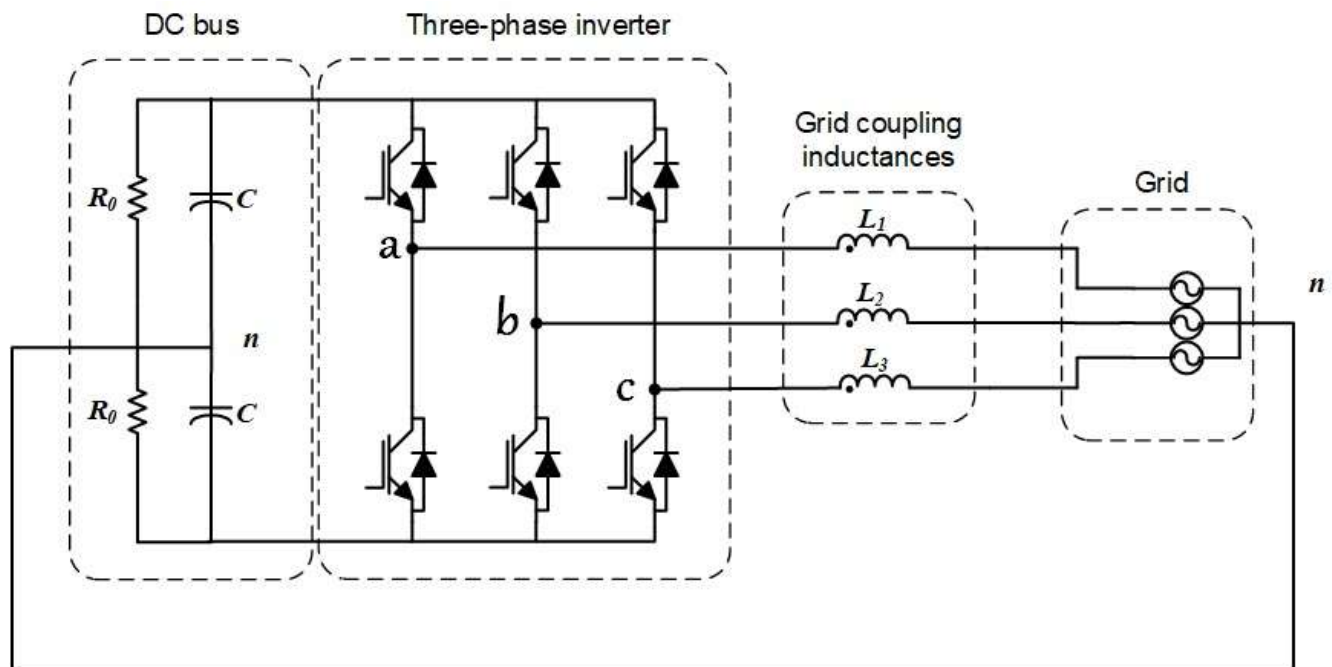 DC bus
Three-phase inverter
Grid coupling
inductances
Grid
R0
C
a
L1
n
b
L2
n
L3
c
R0
C